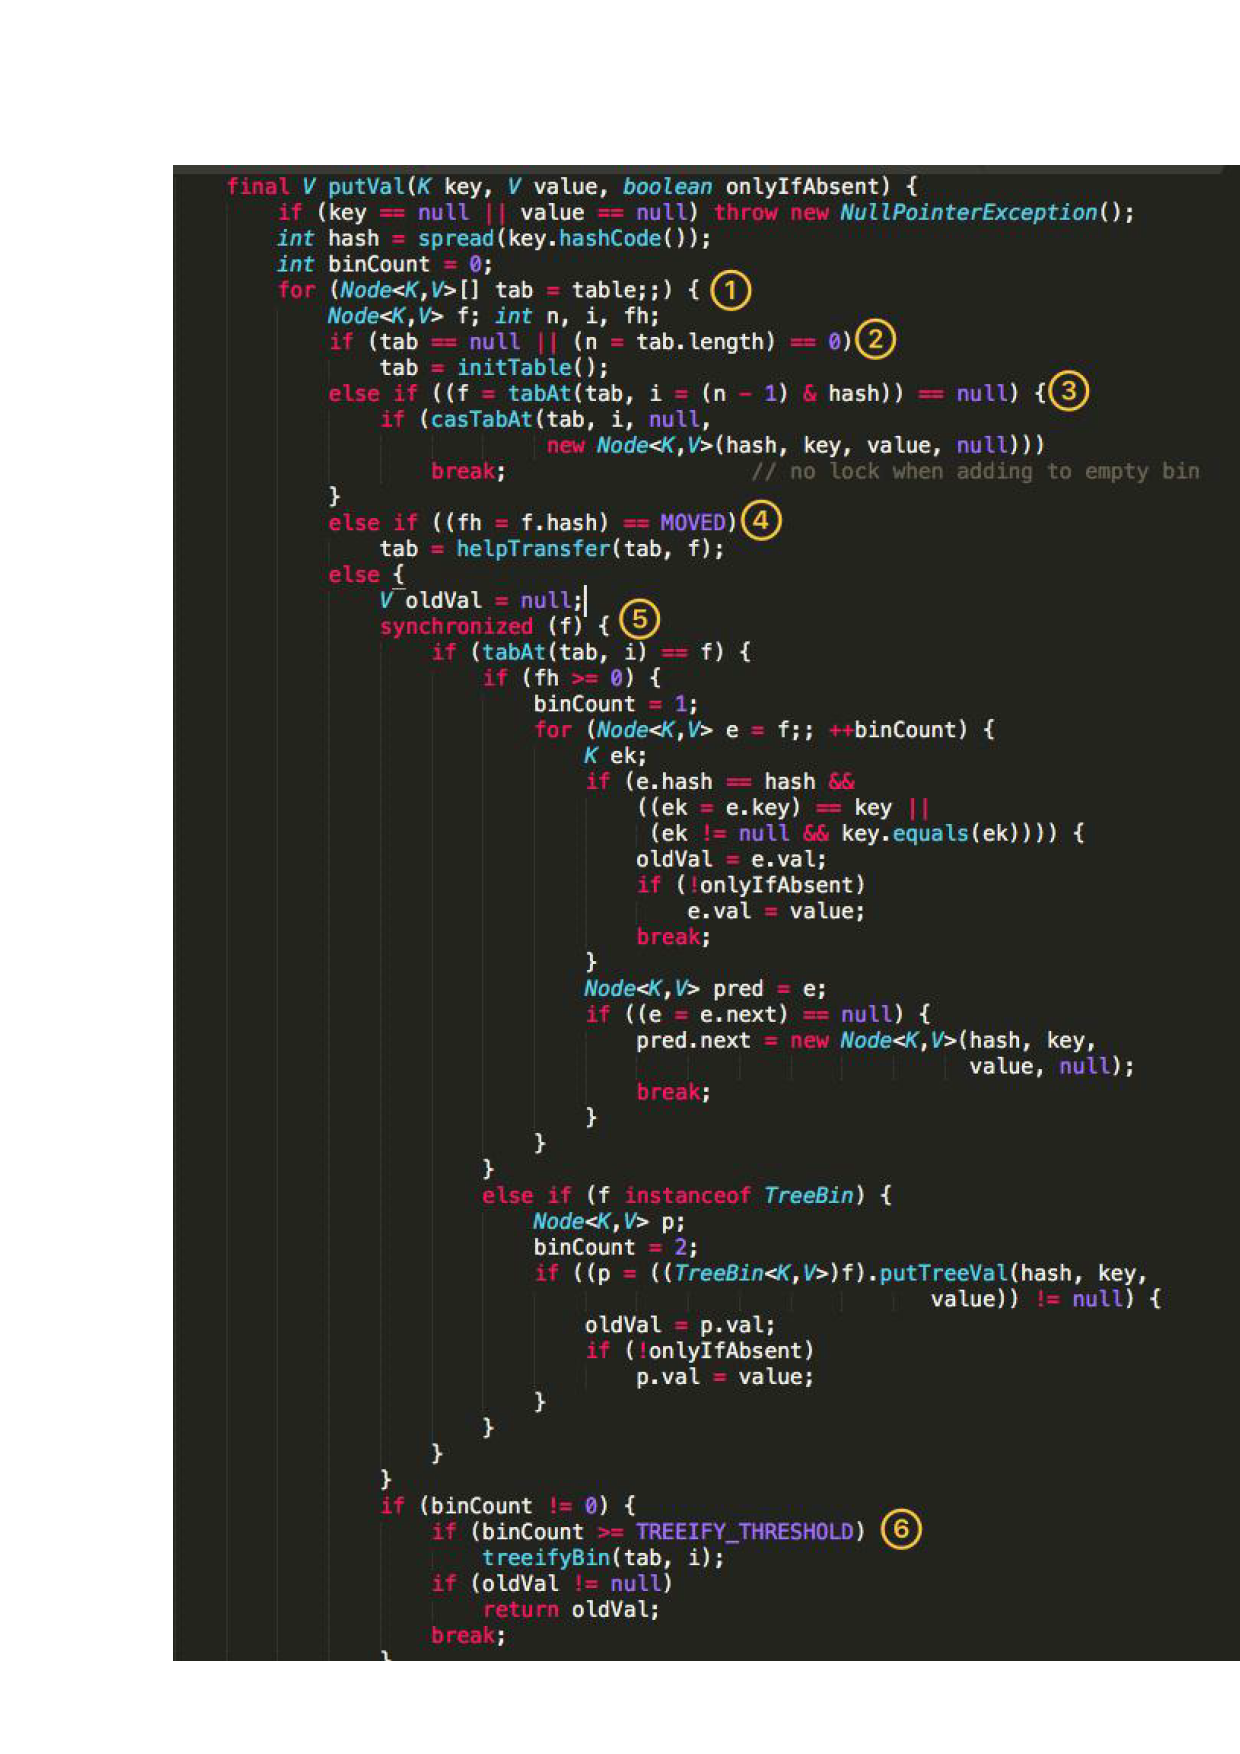 final V putVal(K key, V value, boolean onlyIfAbsent) {
if (key == null || value == null) throw new NullPointerException();
int hash = spread(key.hashCode());
int binCount = 0;
for (Node<K,V>[] tab = table;;) { 1
Node<K,V> f; int n, i, fh;
if (tab == null || (n = tab.length) == 0) 2
tab = initTable();
else if ((f = tabAt(tab, i = (n - 1) & hash)) == null) { 3
if (casTabAt(tab, i, null,
new Node<K,V>(hash, key, value, null)))
break; // no lock when adding to empty bin
}
else if ((fh = f.hash) == MOVED) 4
tab = helpTransfer(tab, f);
else {
V oldVal = null;
synchronized (f) { 5
if (tabAt(tab, i) == f) {
if (fh >= 0) {
binCount = 1;
for (Node<K,V> e = f;; ++binCount) {
K ek;
if (e.hash == hash &&
((ek = e.key) == key ||
(ek != null && key.equals(ek)))) {
oldVal = e.val;
if (!onlyIfAbsent)
e.val = value;
break;
}
Node<K,V> pred = e;
if ((e = e.next) == null) {
pred.next = new Node<K,V>(hash, key,
value, null);
break;
}
}
}
else if (f instanceof TreeBin) {
Node<K,V> p;
binCount = 2;
if ((p = ((TreeBin<K,V>)f).putTreeVal(hash, key,
value)) != null) {
oldVal = p.val;
if (!onlyIfAbsent)
p.val = value;
}
}
}
}
if (binCount != 0) {
if (binCount >= TREEIFY_THRESHOLD) 6
treeifyBin(tab, i);
if (oldVal != null)
return oldVal;
break;
}